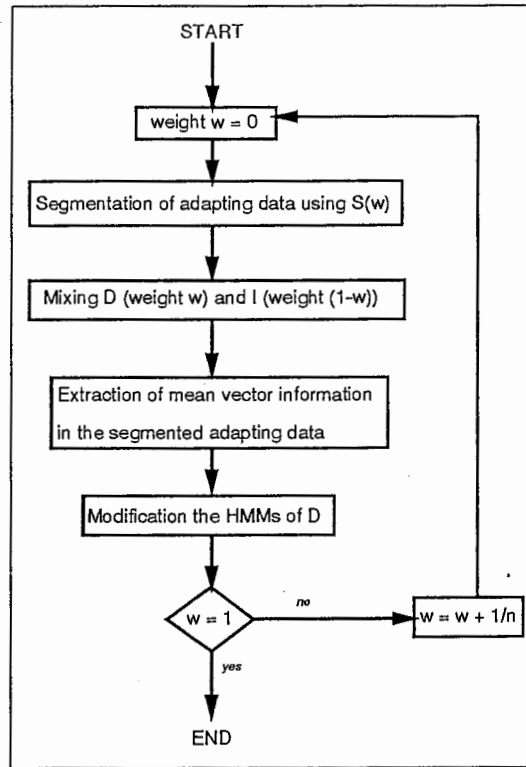 START
weight w = 0
Segmentation of adapting data using S(w)
Mixing D (weight w) and I (weight (1-w))
Extraction of mean vector information
in the segmented adapting data
Modification the HMMs of D
w = 1
no
w = w + 1/n
yes
END